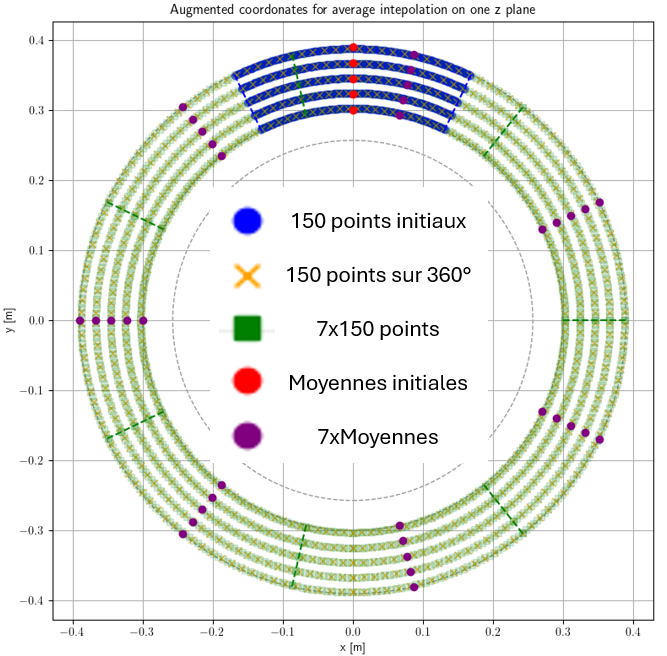 Augmented coordonates for average intepolation on one z plane
0.4
0.3
0.2
0.1
0.0
−0.1
−0.2
−0.3
−0.4
y [m]
150 points initiaux
150 points sur 360°
7x150 points
Moyennes initiales
7xMoyennes
−0.4 −0.3 −0.2 −0.1 0.0 0.1 0.2 0.3 0.4
x [m]